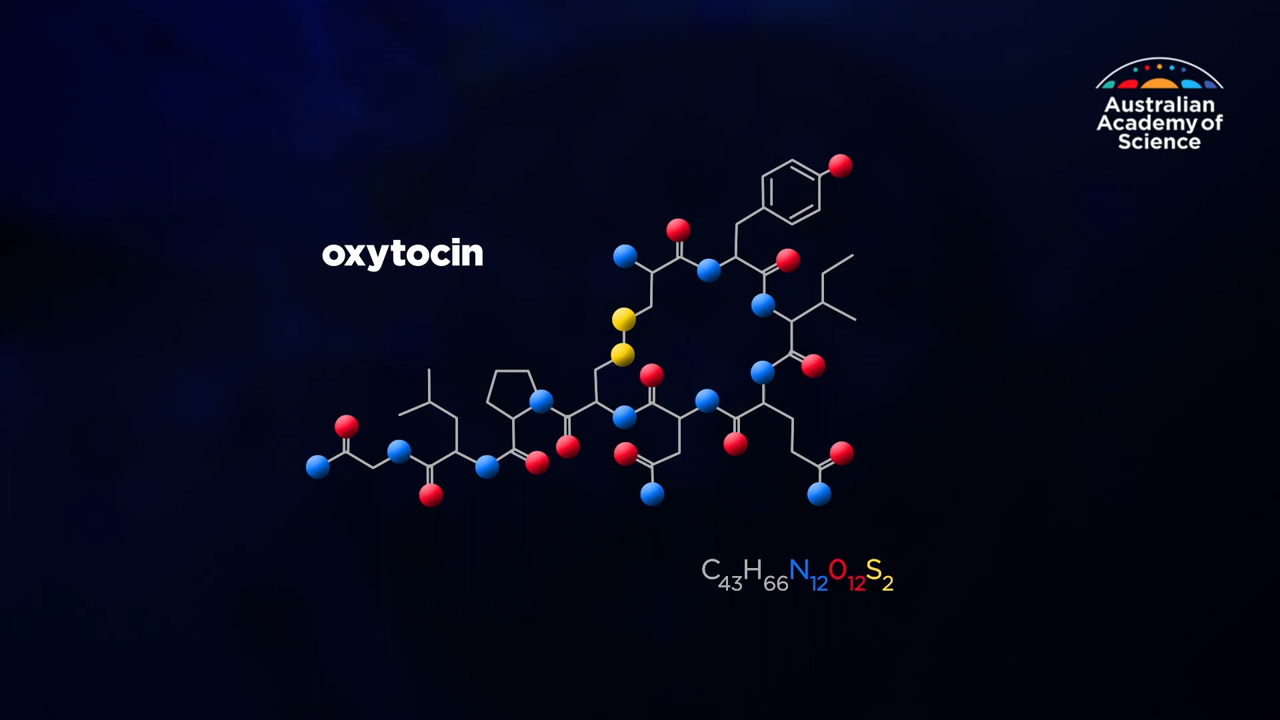 Australian
Academy of
Science
oxytocin
C43H66N12O12S2